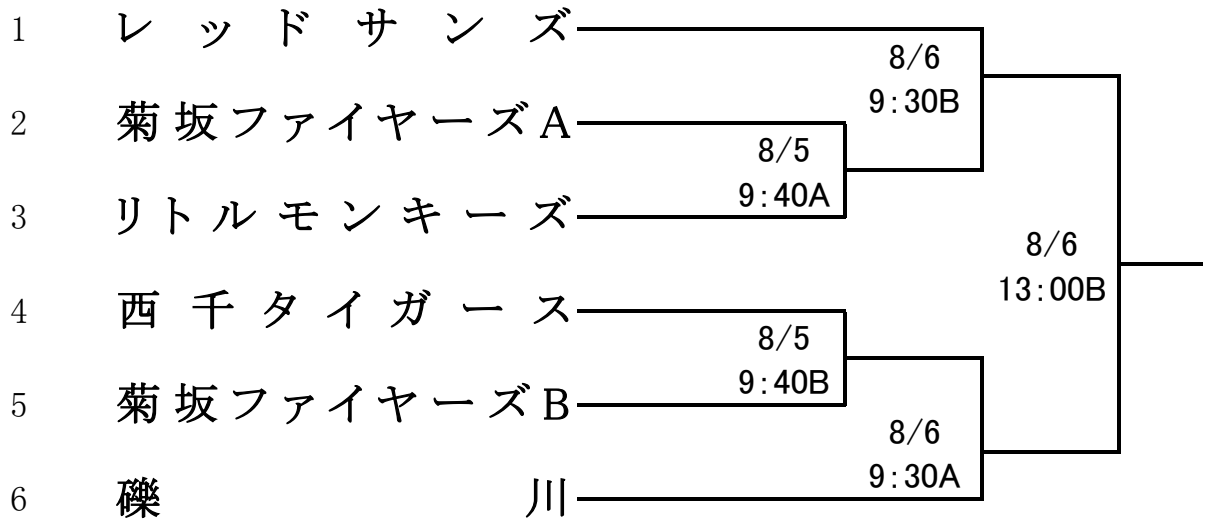 1 レッドサンズ
8/6
9:30B
2 菊坂ファイヤーズA
8/5
9:40A
3 リトルモンキーズ
8/6
13:00B
4 西千タイガース
8/5
9:40B
5 菊坂ファイヤーズB
8/6
9:30A
6 礫川